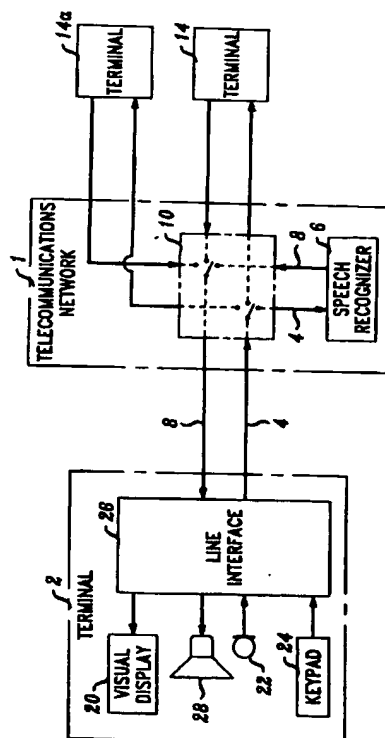 2
TERMINAL
20
VISUAL
DISPLAY
28
22
24
KEYPAD
26
LINE
INTERFACE
8
4
1
TELECOMMUNICATIONS
NETWORK
10
4
8
6
SPEECH
RECOGNIZER
14a
TERMINAL
14
TERMINAL